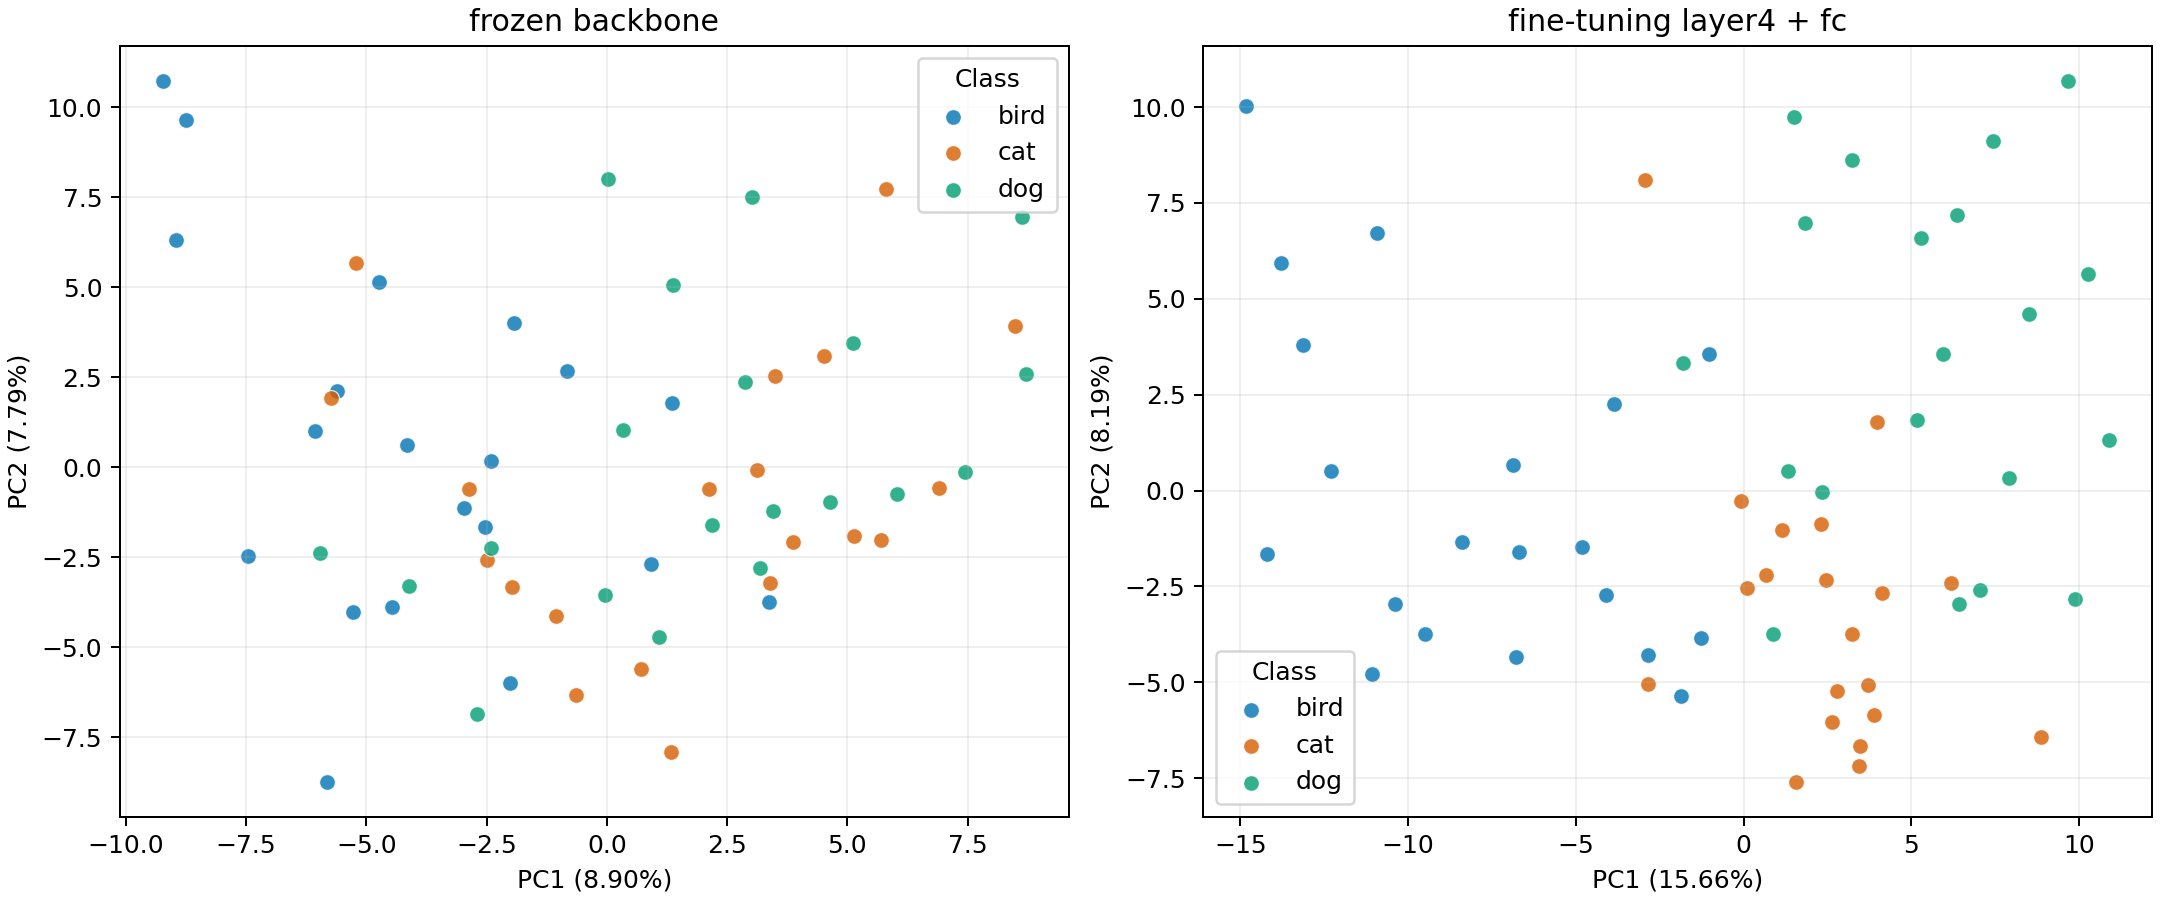 frozen backbone
Class
bird
cat
dog
10.0
7.5
5.0
2.5
0.0
−2.5
−5.0
−7.5
PC2 (7.79%)
−10.0 −7.5 −5.0 −2.5 0.0 2.5 5.0 7.5
PC1 (8.90%)
fine-tuning layer4 + fc
10.0
7.5
5.0
2.5
0.0
−2.5
−5.0
−7.5
PC2 (8.19%)
Class
bird
cat
dog
−15 −10 −5 0 5 10
PC1 (15.66%)